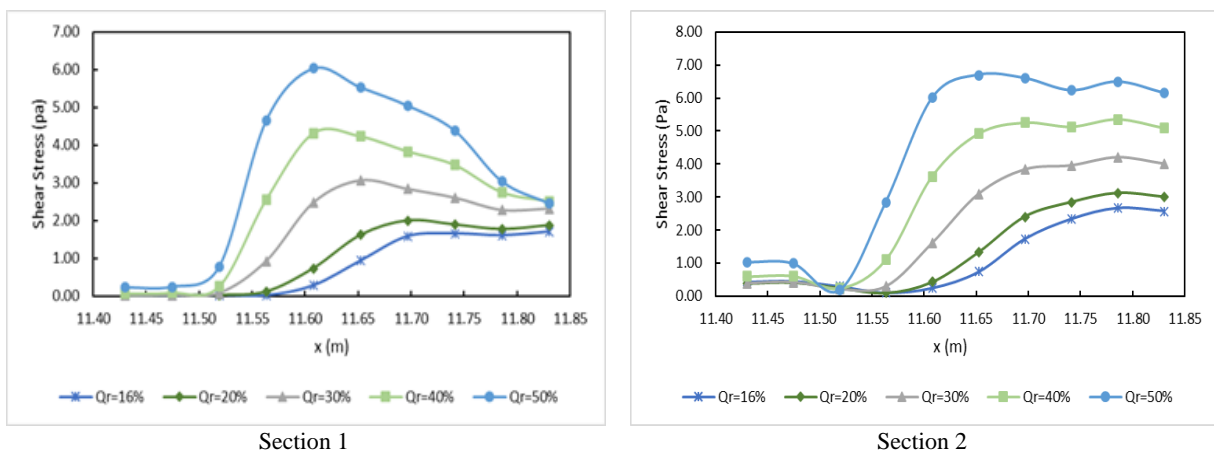 7.00
6.00
5.00
4.00
3.00
2.00
1.00
0.00
Shear Stress (pa)
11.40 11.45 11.50 11.55 11.60 11.65 11.70 11.75 11.80 11.85
x (m)
Qr=16% Qr=20% Qr=30% Qr=40% Qr=50%
Section 1
8.00
7.00
6.00
5.00
4.00
3.00
2.00
1.00
0.00
Shear Stress (Pa)
11.40 11.45 11.50 11.55 11.60 11.65 11.70 11.75 11.80 11.85
x (m)
Qr=16% Qr=20% Qr=30% Qr=40% Qr=50%
Section 2